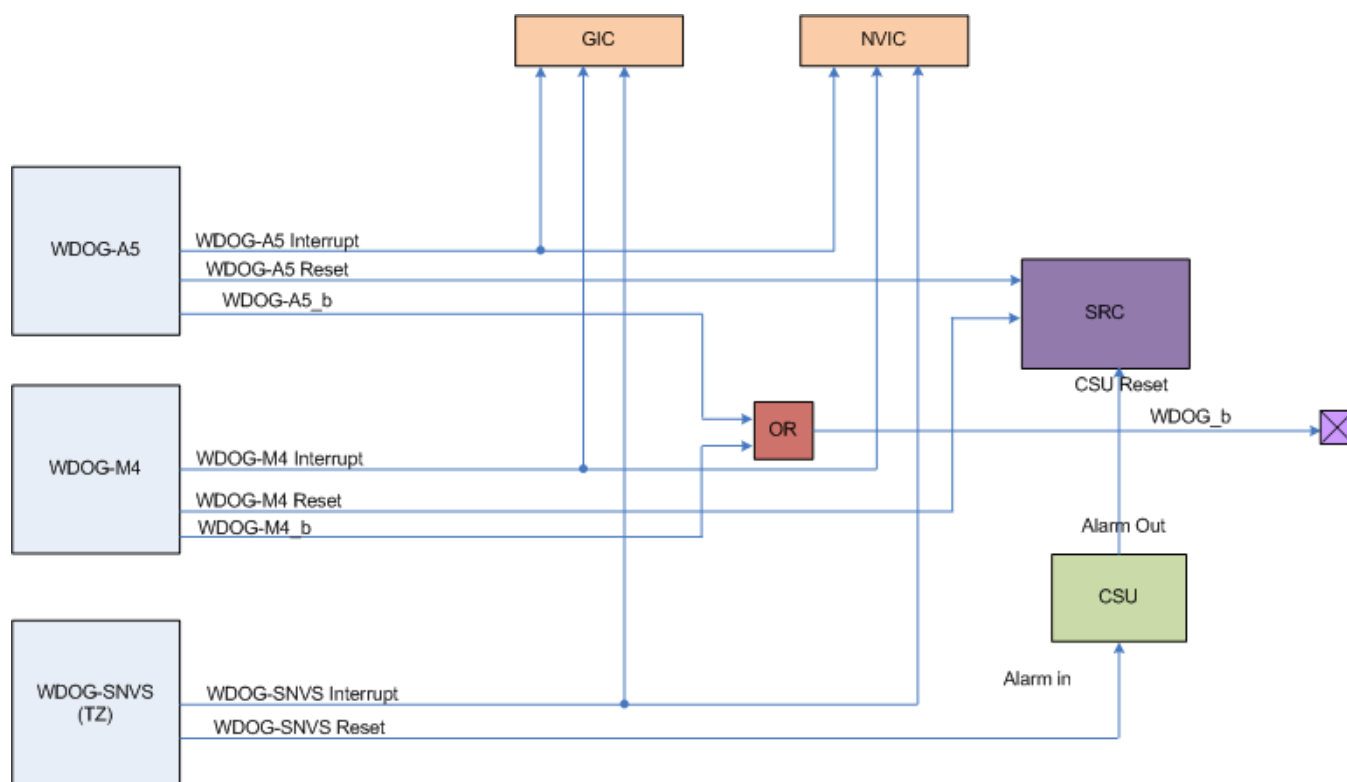 GIC
NVIC
WDOG-A5
WDOG-A5 Interrupt
WDOG-A5 Reset
WDOG-A5_b
SRC
CSU Reset
OR
WDOG_b
WDOG-M4
WDOG-M4 Interrupt
WDOG-M4 Reset
WDOG-M4_b
Alarm Out
CSU
Alarm in
WDOG-SNVS
(TZ)
WDOG-SNVS Interrupt
WDOG-SNVS Reset